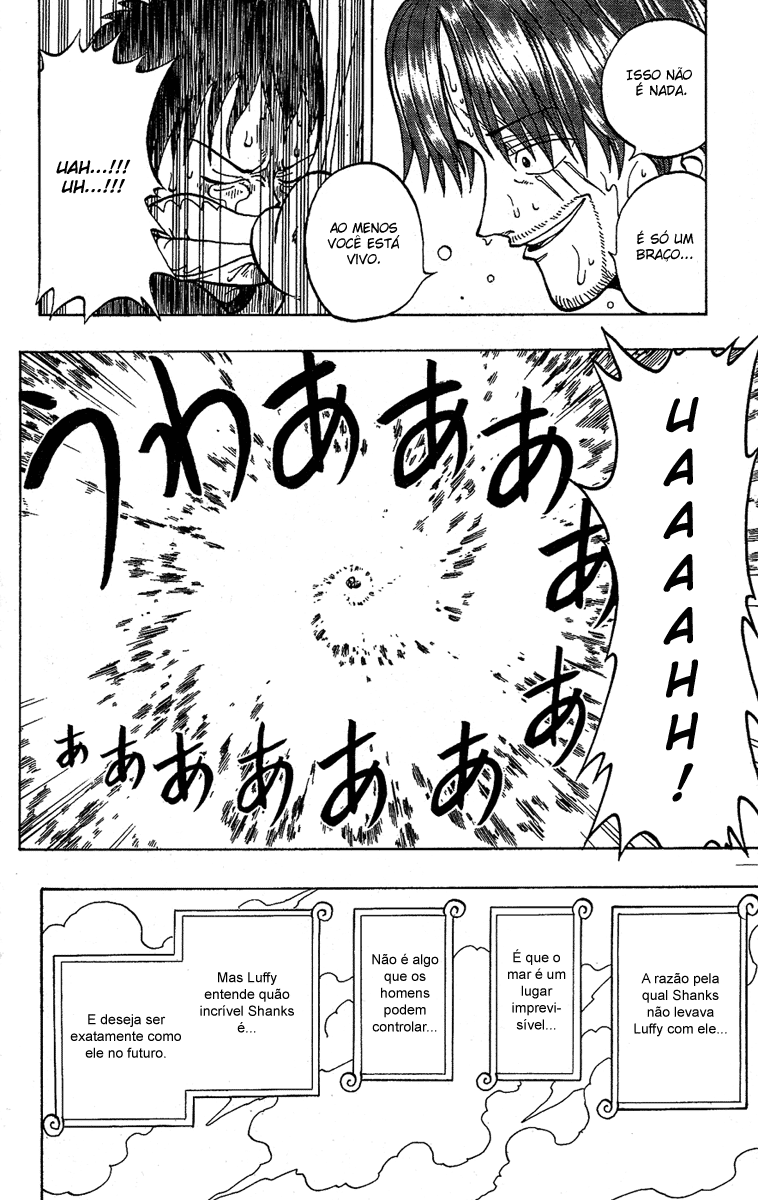 ISSO NÃO
É NADA.
É SÓ UM
BRAÇO...
AO MENOS
VOCÊ ESTÁ
VIVO.
UAH...!!!
UH...!!!
UAAAAHH!
うわあああああああああああ
A razão pela
qual Shanks
não levava
Luffy com ele...
É que o
mar é um
lugar
imprevi-
sível...
Não é algo
que os
homens
podem
controlar...
Mas Luffy
entende quão
incrível Shanks
é...
E deseja ser
exatamente como
ele no futuro.